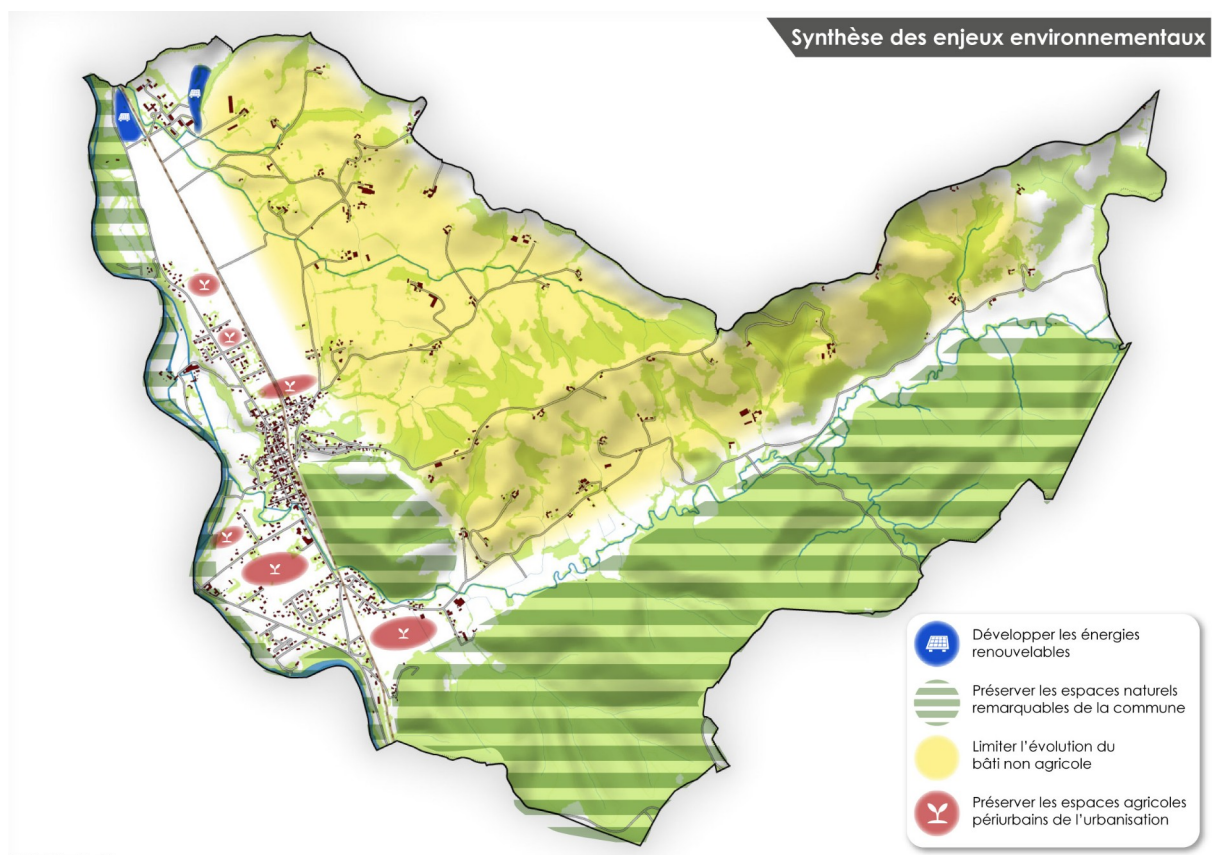 Synthèse des enjeux environnementaux
Développer les énergies
renouvelables
Préserver les espaces naturels
remarquables de la commune
Limiter l'évolution du
bâti non agricole
Préserver les espaces agricoles
périurbains de l'urbanisation